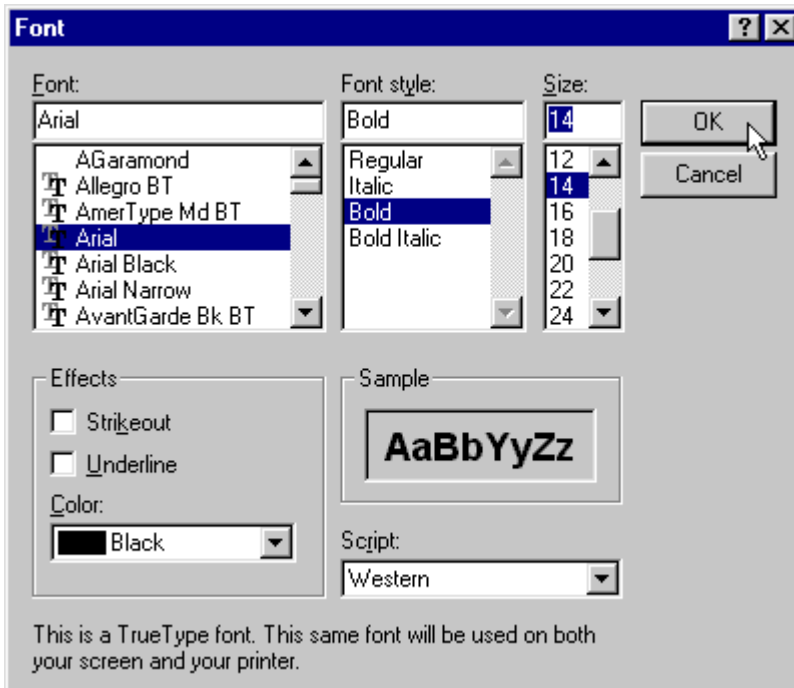 Font
Font:
Arial
AGaramond
Allegro BT
AmerType Md BT
Arial
Arial Black
Arial Narrow
AvantGarde Bk BT
Font style:
Bold
Regular
Italic
Bold
Bold Italic
Size:
14
12
14
16
18
20
22
24
OK
Cancel
Effects
Strikeout
Underline
Color:
Black
Sample
AaBbYyZz
Script:
Western
This is a TrueType font. This same font will be used on both
your screen and your printer.